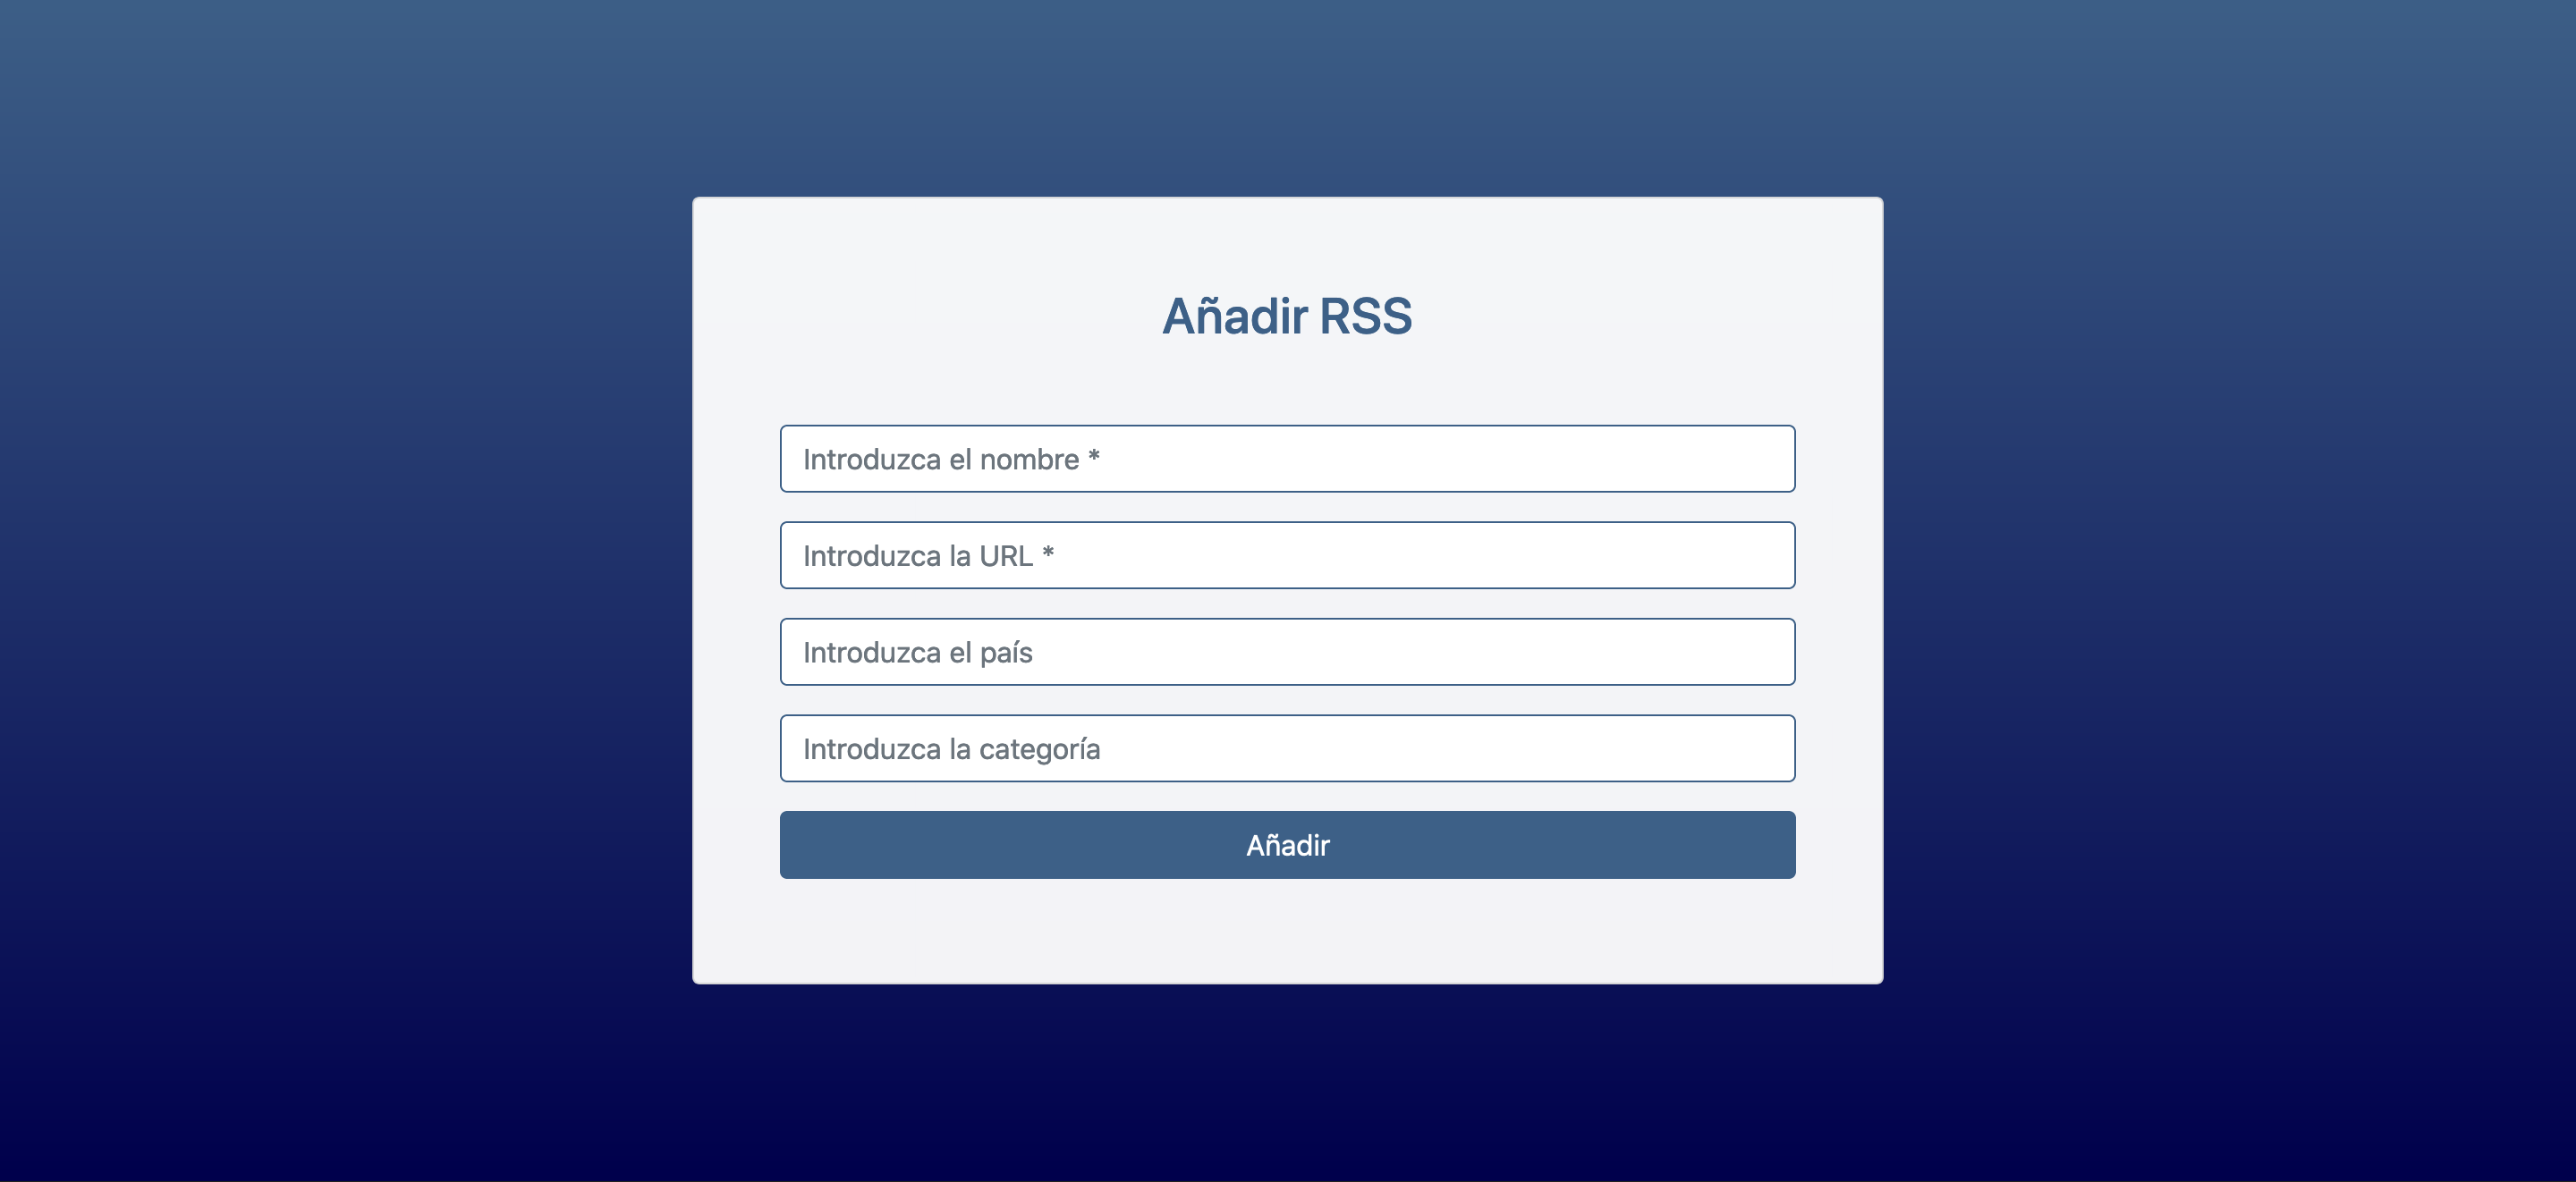 Añadir RSS
Introduzca el nombre *
Introduzca la URL *
Introduzca el país
Introduzca la categoría
Añadir